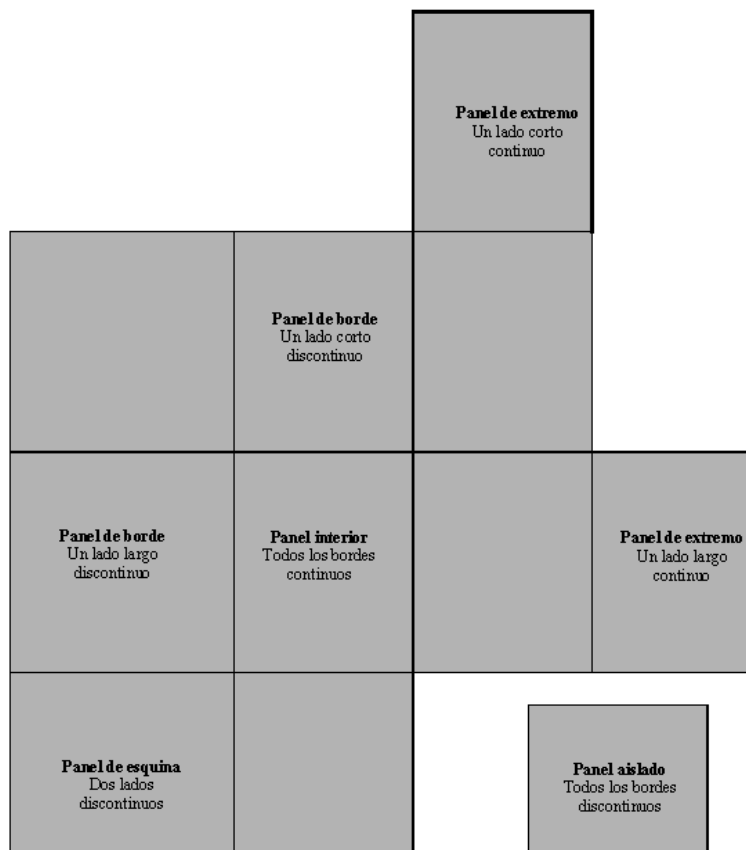 Panel de extremo
Un lado corto
continuo
Panel de borde
Un lado corto
discontinuo
Panel de borde
Un lado largo
discontinuo
Panel interior
Todos los bordes
continuos
Panel de extremo
Un lado largo
continuo
Panel de esquina
Dos lados
discontinuos
Panel aislado
Todos los bordes
discontinuos